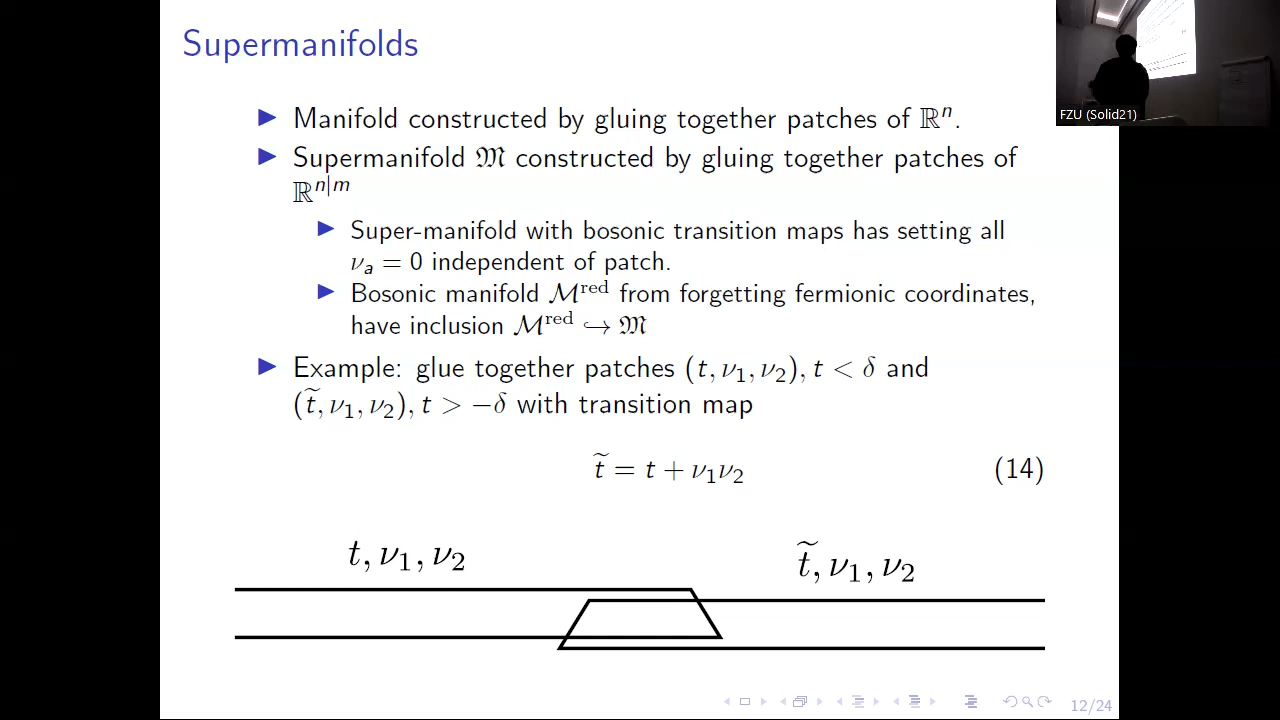 Supermanifolds
FZU (Solid21)
▶ Manifold constructed by gluing together patches of ℝⁿ.
▶ Supermanifold 𝔐 constructed by gluing together patches of
ℝⁿ|ᵐ
▶ Super-manifold with bosonic transition maps has setting all
νₐ = 0 independent of patch.
▶ Bosonic manifold ℳ^red from forgetting fermionic coordinates,
have inclusion ℳ^red ↪ 𝔐
▶ Example: glue together patches (t, ν₁, ν₂), t < δ and
(t̃, ν₁, ν₂), t > −δ with transition map
t̃ = t + ν₁ν₂ (14)
t, ν₁, ν₂
t̃, ν₁, ν₂
12/24